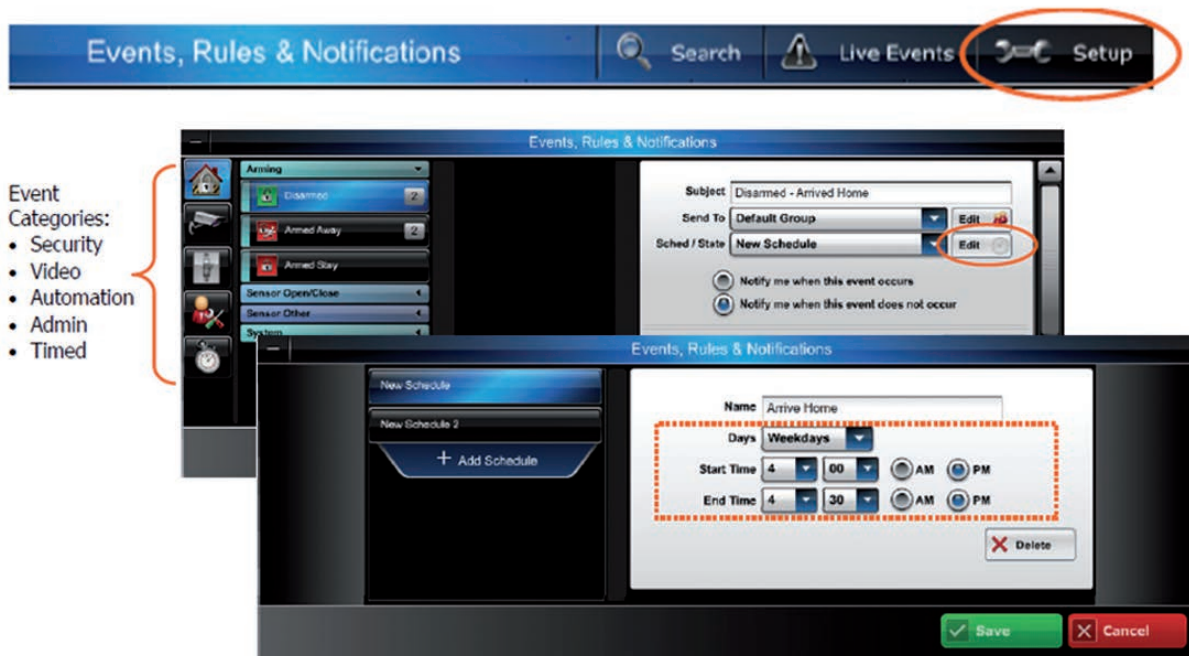 Events, Rules & Notifications
Search
Live Events
Setup
Event
Categories:
• Security
• Video
• Automation
• Admin
• Timed
Events, Rules & Notifications
Arming
Disarmed 2
Armed Away 2
Armed Stay
Sensor Open/Close
Sensor Other
System
Subject Disarmed - Arrived Home
Send To Default Group Edit
Sched / State New Schedule Edit
Notify me when this event occurs
Notify me when this event does not occur
Events, Rules & Notifications
New Schedule
New Schedule 2
+ Add Schedule
Name Arrive Home
Days Weekdays
Start Time 4 00 AM PM
End Time 4 30 AM PM
Delete
Save
Cancel